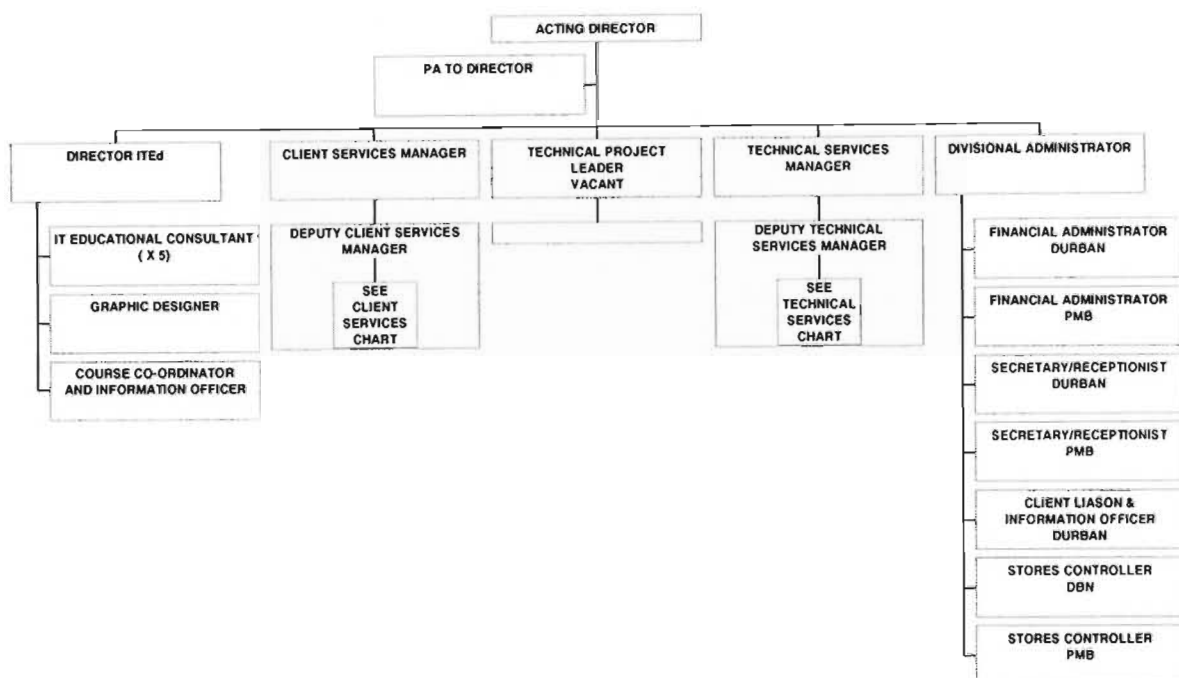 ACTING DIRECTOR
PA TO DIRECTOR
DIRECTOR ITEd
CLIENT SERVICES MANAGER
TECHNICAL PROJECT
LEADER
VACANT
TECHNICAL SERVICES
MANAGER
DIVISIONAL ADMINISTRATOR
IT EDUCATIONAL CONSULTANT
( X 5)
GRAPHIC DESIGNER
COURSE CO-ORDINATOR
AND INFORMATION OFFICER
DEPUTY CLIENT SERVICES
MANAGER
SEE
CLIENT
SERVICES
CHART
DEPUTY TECHNICAL
SERVICES MANAGER
SEE
TECHNICAL
SERVICES
CHART
FINANCIAL ADMINISTRATOR
DURBAN
FINANCIAL ADMINISTRATOR
PMB
SECRETARY/RECEPTIONIST
DURBAN
SECRETARY/RECEPTIONIST
PMB
CLIENT LIASON &
INFORMATION OFFICER
DURBAN
STORES CONTROLLER
DBN
STORES CONTROLLER
PMB